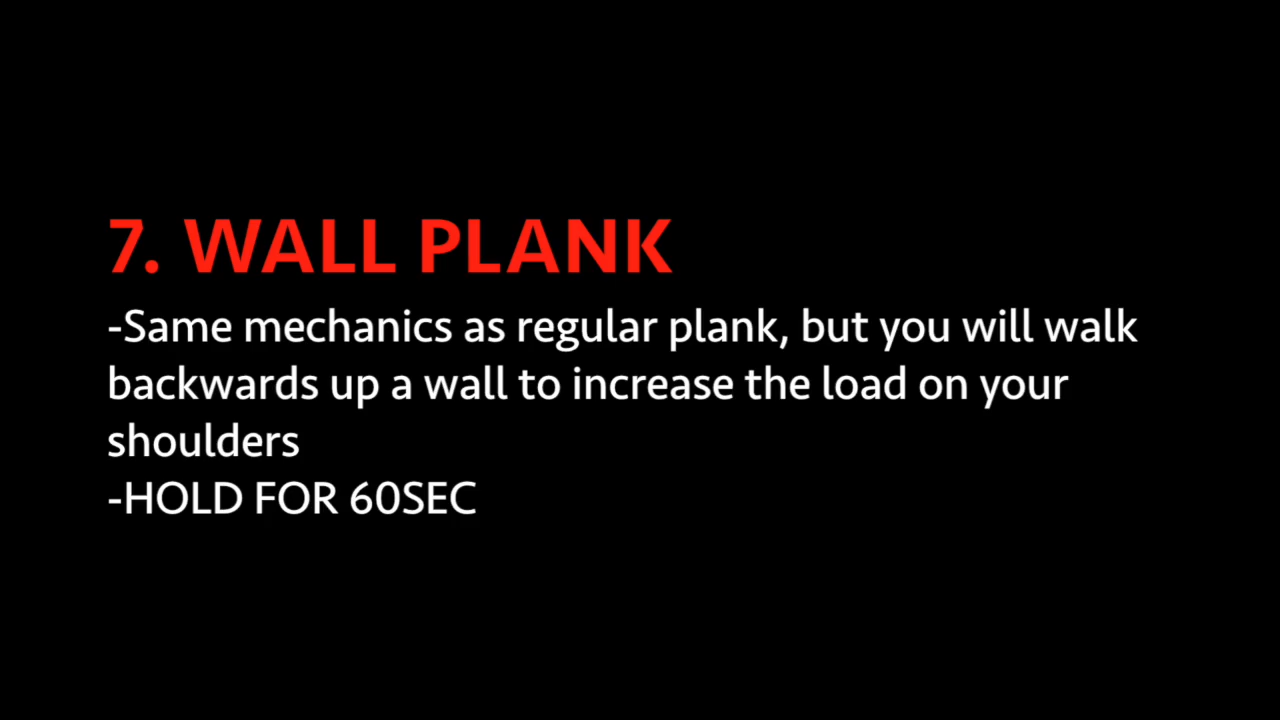 7. WALL PLANK
-Same mechanics as regular plank, but you will walk
backwards up a wall to increase the load on your
shoulders
-HOLD FOR 60SEC